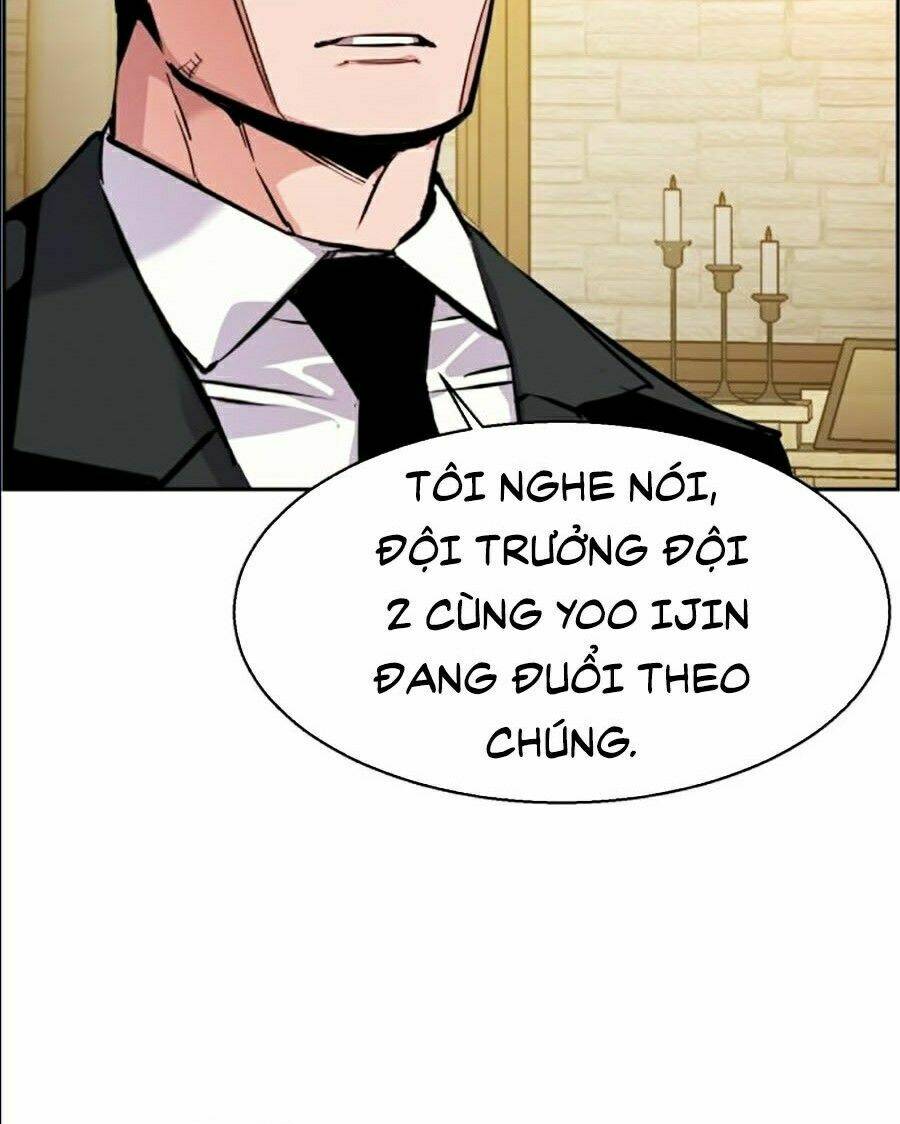 TÔI NGHE NÓI,
ĐỘI TRƯỞNG ĐỘI
2 CÙNG YOO IJIN
ĐANG ĐUỔI THEO
CHÚNG.